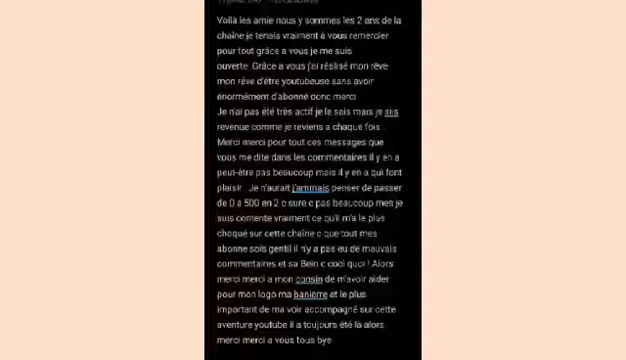 Voilà les amie nous y sommes les 2 ans de la
chaîne je tenais vraiment à vous remercier
pour tout grâce a vous je me suis
ouverte. Grâce a vous j'ai réalisé mon rêve
mon rêve d'être youtubeuse sans avoir
énormément d'abonné donc merci
Je n'ai pas été très actif je le sais mais je sis
revenue comme je reviens a chaque fois .
Merci merci pour tout ces messages que
vous me dite dans les commentaires il y en a
peut-être pas beaucoup mais il y en a qui font
plaisir . Je n'aurait j'ammais penser de passer
de 0 a 500 en 2 c sure c pas beaucoup mes je
suis contente vraiment ce qu'il m'a le plus
choqué sur cette chaîne c que tout mes
abonne sois gentil il n'y a pas eu de mauvais
commentaires et sa Bein c cool quoi ! Alors
merci merci a mon consin de m'avoir aider
pour mon logo ma baniorre et le plus
important de ma voir accompagné sur cette
aventure youtube il a toujours été là alors
merci merci a vous tous bye